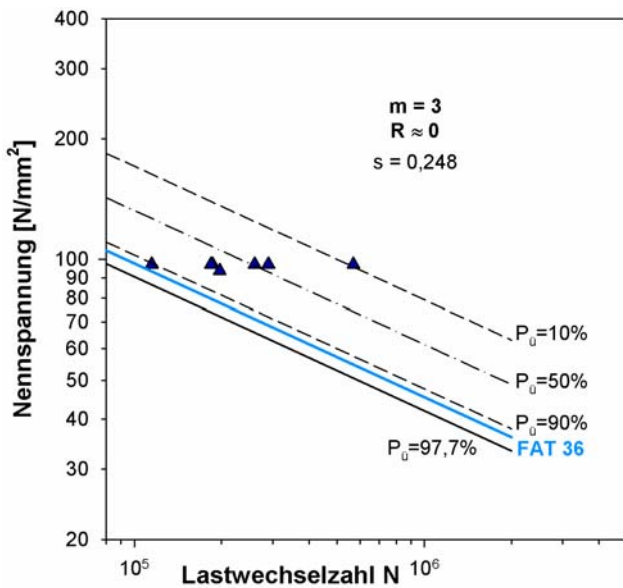 400
300
200
100
90
80
70
60
50
40
30
20
Nennspannung [N/mm²]
m = 3
R ≈ 0
s = 0,248
Pü=10%
Pü=50%
Pü=90%
FAT 36
Pü=97,7%
10⁵
10⁶
Lastwechselzahl N